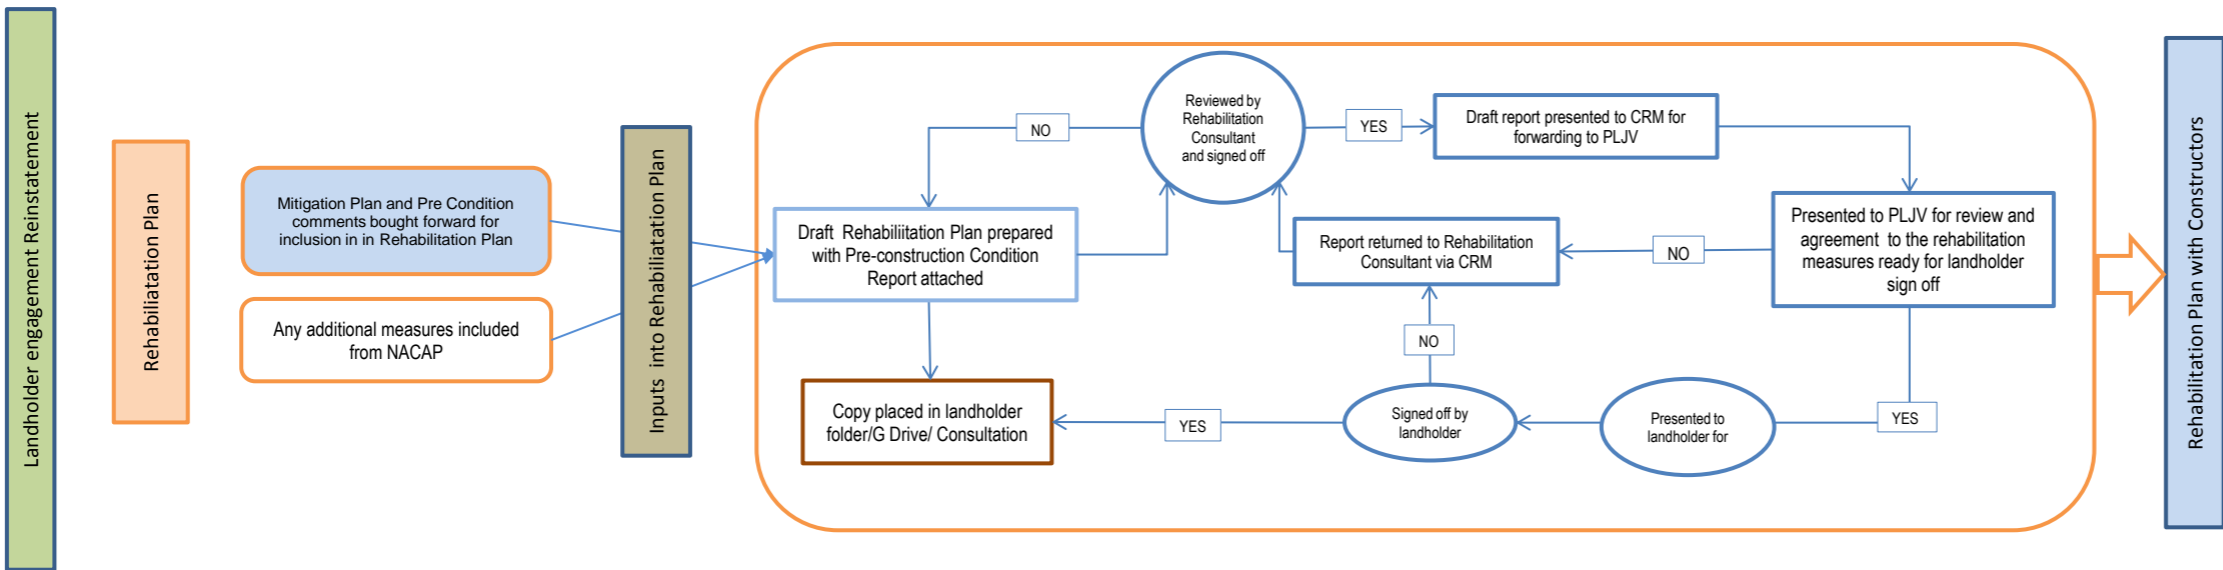 Landholder engagement Reinstatement
Rehabiliation Plan
Mitigation Plan and Pre Condition
comments bought forward for
inclusion in in Rehabilitation Plan
Any additional measures included
from NACAP
Inputs into Rehabiliatation Plan
Draft Rehabiliitation Plan prepared
with Pre-construction Condition
Report attached
NO
Reviewed by
Rehabilitation
Consultant
and signed off
YES
Draft report presented to CRM for
forwarding to PLJV
Presented to PLJV for review and
agreement to the rehabilitation
measures ready for landholder
sign off
NO
Report returned to Rehabilitation
Consultant via CRM
NO
YES
Presented to
landholder for
Signed off by
landholder
YES
Copy placed in landholder
folder/G Drive/ Consultation
Rehabilitation Plan with Constructors